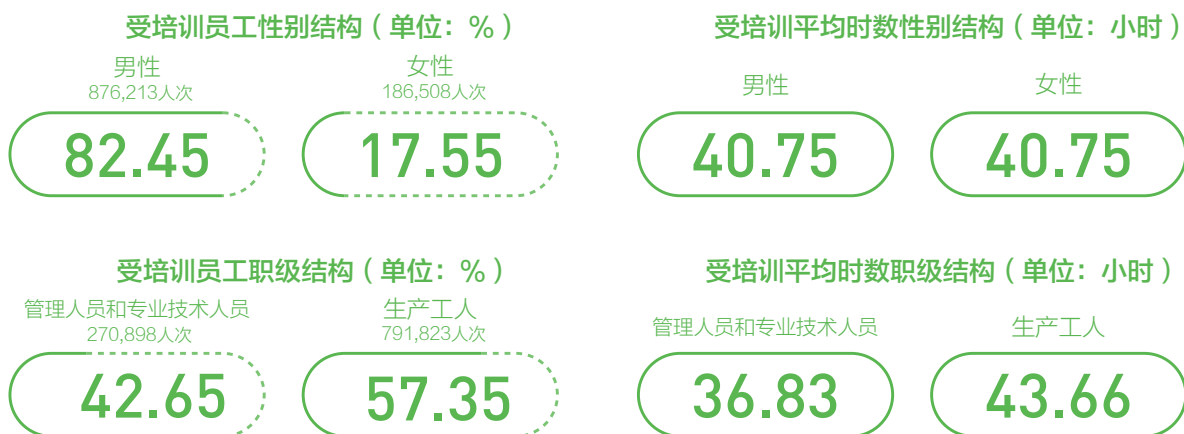 受培训员工性别结构（单位：%）
男性
876,213人次
82.45
女性
186,508人次
17.55
受培训平均时数性别结构（单位：小时）
男性
40.75
女性
40.75
受培训员工职级结构（单位：%）
管理人员和专业技术人员
270,898人次
42.65
生产工人
791,823人次
57.35
受培训平均时数职级结构（单位：小时）
管理人员和专业技术人员
36.83
生产工人
43.66